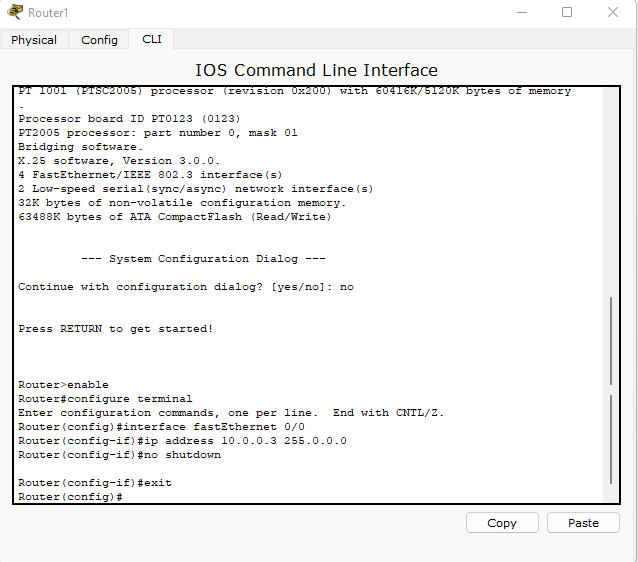 Router1
Physical Config CLI
IOS Command Line Interface
PT 1001 (PTSC2005) processor (revision 0x200) with 60416K/5120K bytes of memory
.
Processor board ID PT0123 (0123)
PT2005 processor: part number 0, mask 01
Bridging software.
X.25 software, Version 3.0.0.
4 FastEthernet/IEEE 802.3 interface(s)
2 Low-speed serial(sync/async) network interface(s)
32K bytes of non-volatile configuration memory.
63488K bytes of ATA CompactFlash (Read/Write)
--- System Configuration Dialog ---
Continue with configuration dialog? [yes/no]: no
Press RETURN to get started!
Router>enable
Router#configure terminal
Enter configuration commands, one per line.  End with CNTL/Z.
Router(config)#interface fastEthernet 0/0
Router(config-if)#ip address 10.0.0.3 255.0.0.0
Router(config-if)#no shutdown
Router(config-if)#exit
Router(config)#
Copy Paste